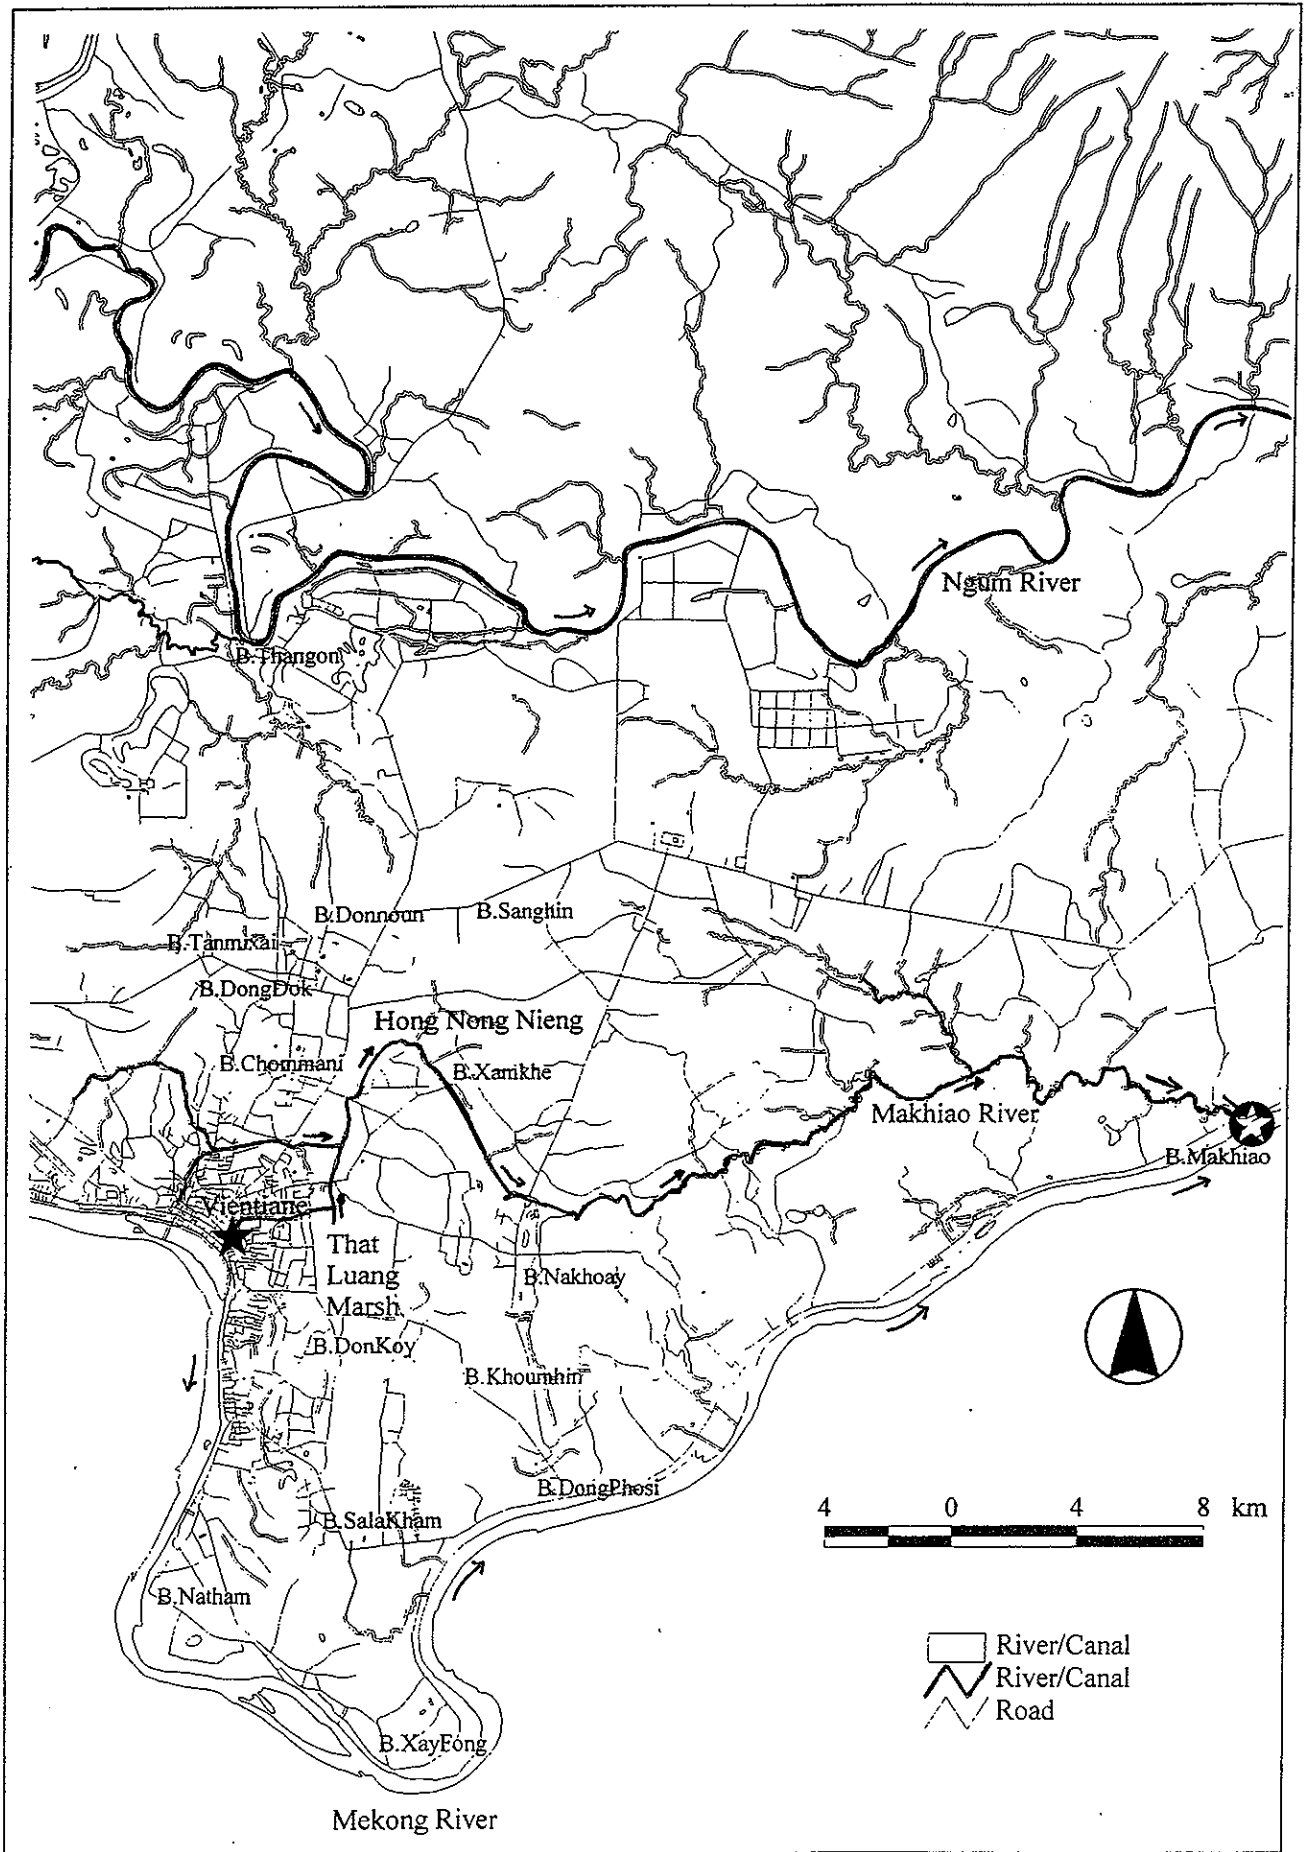 Ngum River
B.Thangon
B.Donnoun
B.Sanghin
B.Tanmixai
B.DongDok
Hong Nong Nieng
B.Chommani
B.Xamkhe
Makhiao River
B.Makhiao
Vientiane
That
Luang
Marsh
B.Nakhoay
B.DonKoy
B.Khoumhin
B.DongPhosi
4 0 4 8 km
B.SalaKham
B.Natham
River/Canal
River/Canal
Road
B.XayFong
Mekong River